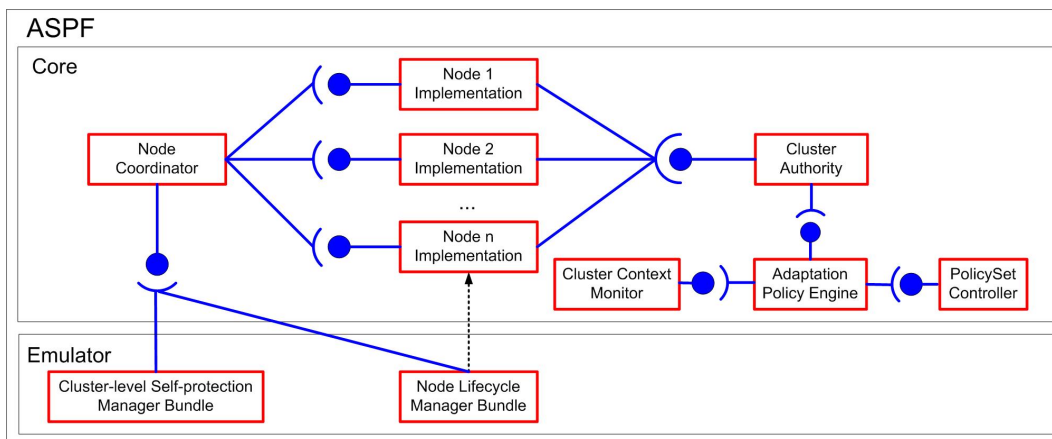 ASPF
Core
Node 1
Implementation
Node
Coordinator
Node 2
Implementation
Cluster
Authority
...
Node n
Implementation
Cluster Context
Monitor
Adaptation
Policy Engine
PolicySet
Controller
Emulator
Cluster-level Self-protection
Manager Bundle
Node Lifecycle
Manager Bundle